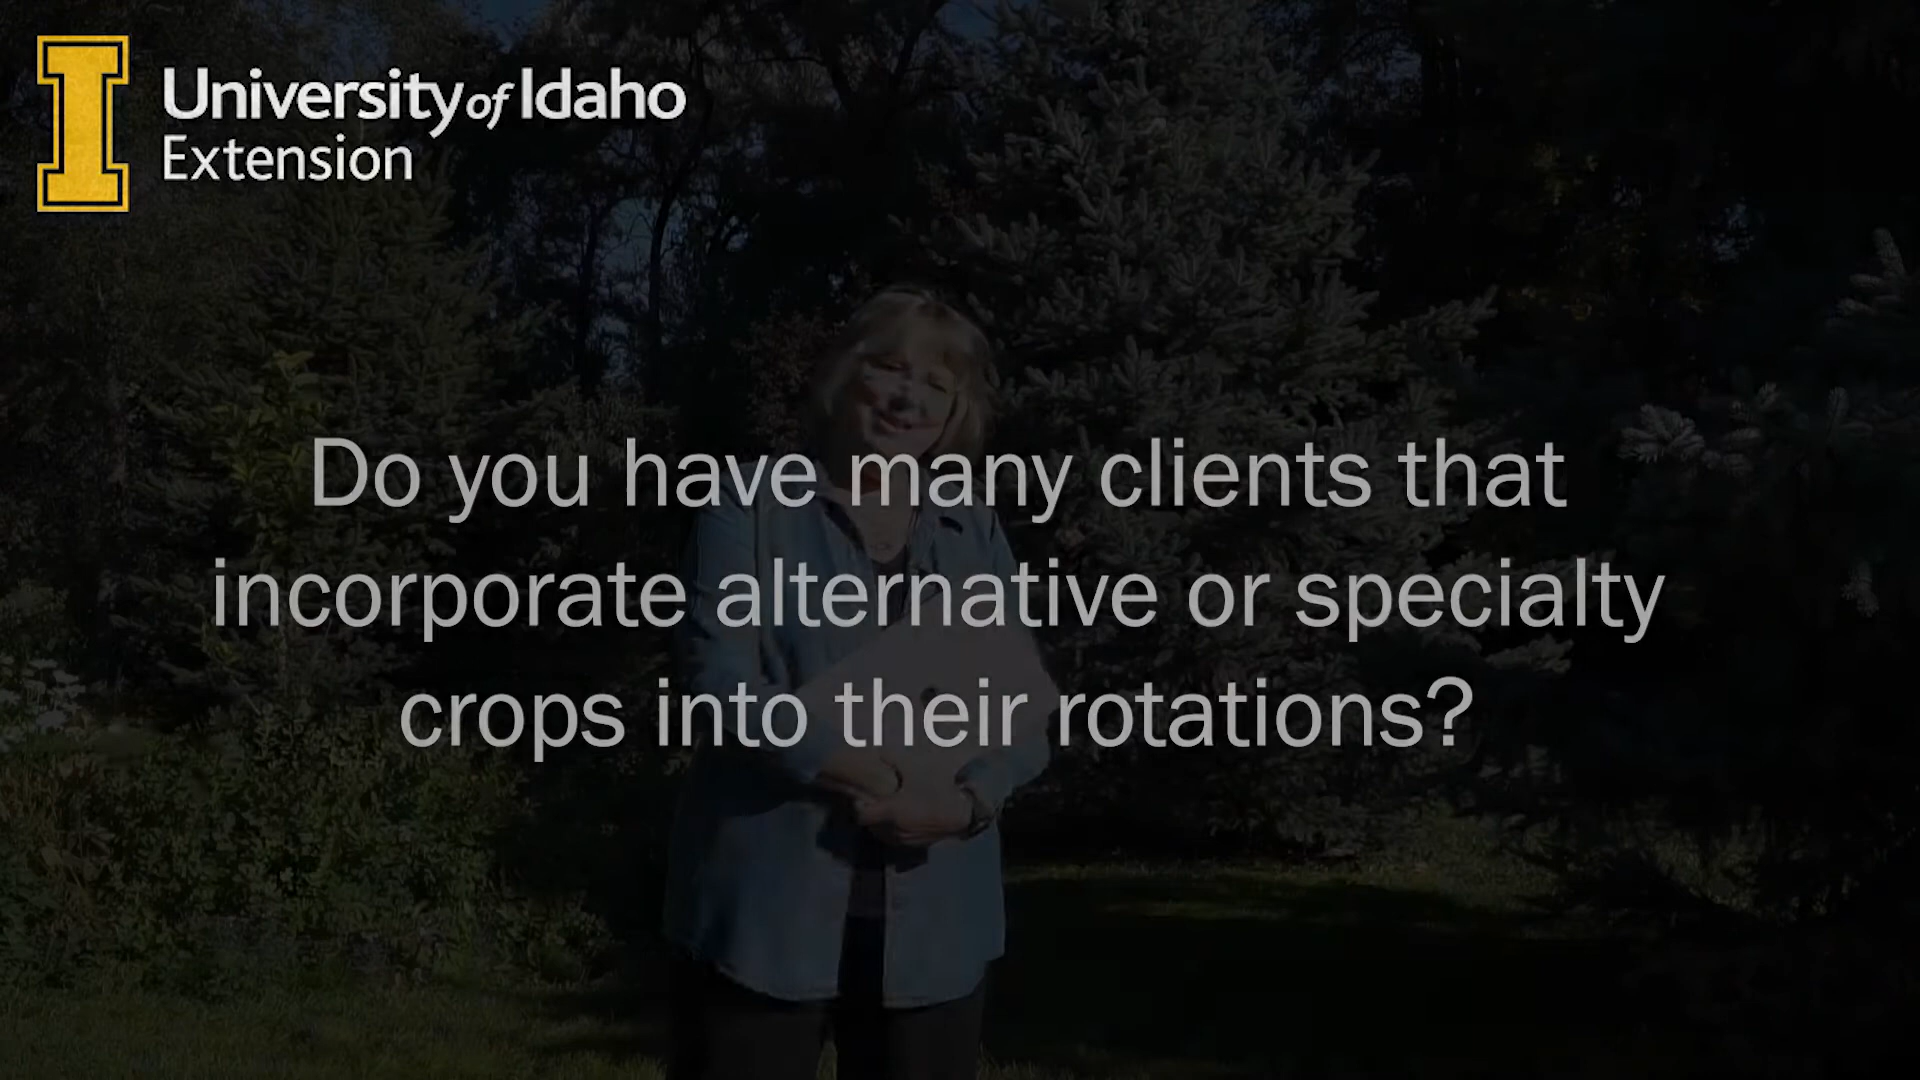 University of Idaho
Extension
Do you have many clients that
incorporate alternative or specialty
crops into their rotations?